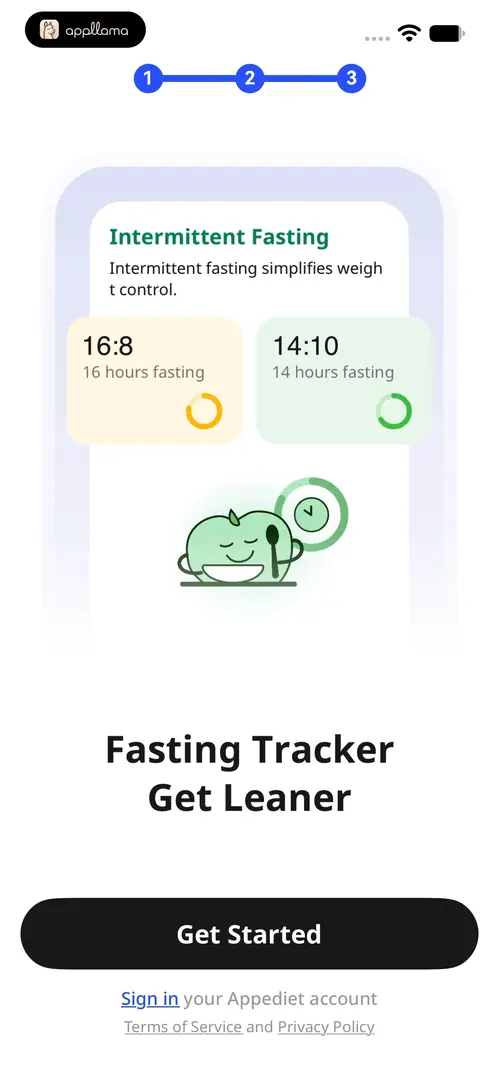 appllama
1 2 3
Intermittent Fasting
Intermittent fasting simplifies weigh
t control.
16:8
16 hours fasting
14:10
14 hours fasting
Fasting Tracker
Get Leaner
Get Started
Sign in your Appediet account
Terms of Service and Privacy Policy